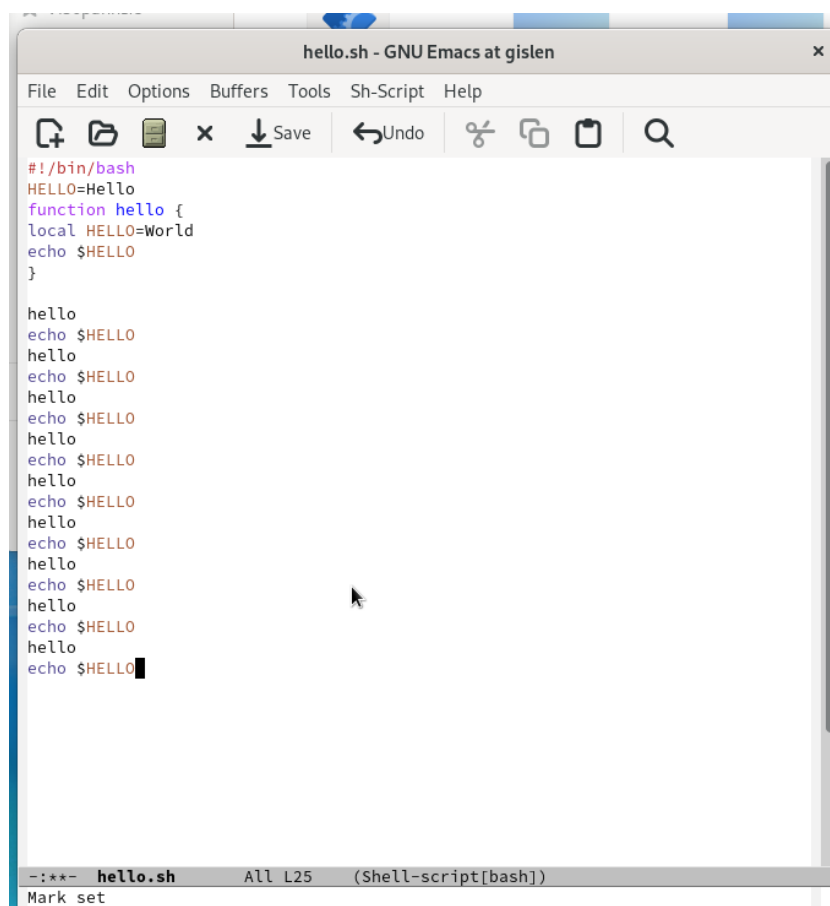 hello.sh - GNU Emacs at gislen
File Edit Options Buffers Tools Sh-Script Help
Save Undo
#!/bin/bash
HELLO=Hello
function hello {
local HELLO=World
echo $HELLO
}
hello
echo $HELLO
hello
echo $HELLO
hello
echo $HELLO
hello
echo $HELLO
hello
echo $HELLO
hello
echo $HELLO
hello
echo $HELLO
hello
echo $HELLO
hello
echo $HELLO
-:**- hello.sh All L25 (Shell-script[bash])
Mark set